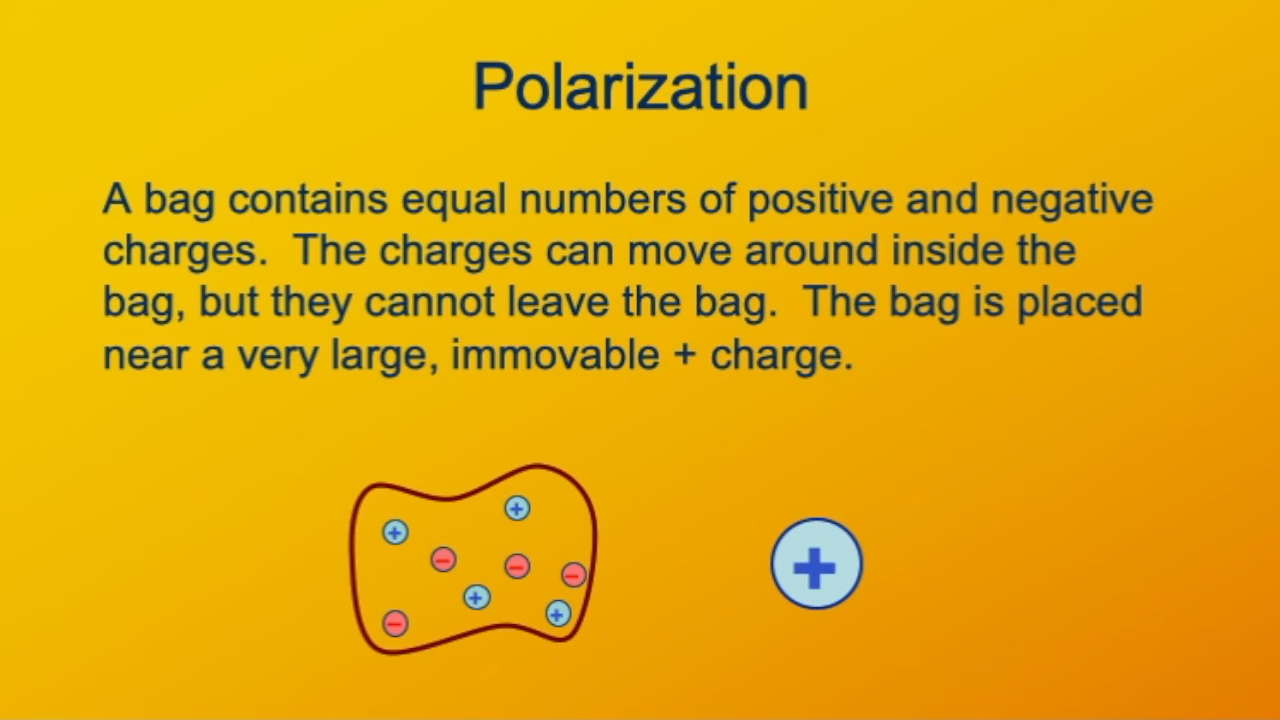 Polarization
A bag contains equal numbers of positive and negative
charges.  The charges can move around inside the
bag, but they cannot leave the bag.  The bag is placed
near a very large, immovable + charge.
+
+
−
−
−
+
+
−
+